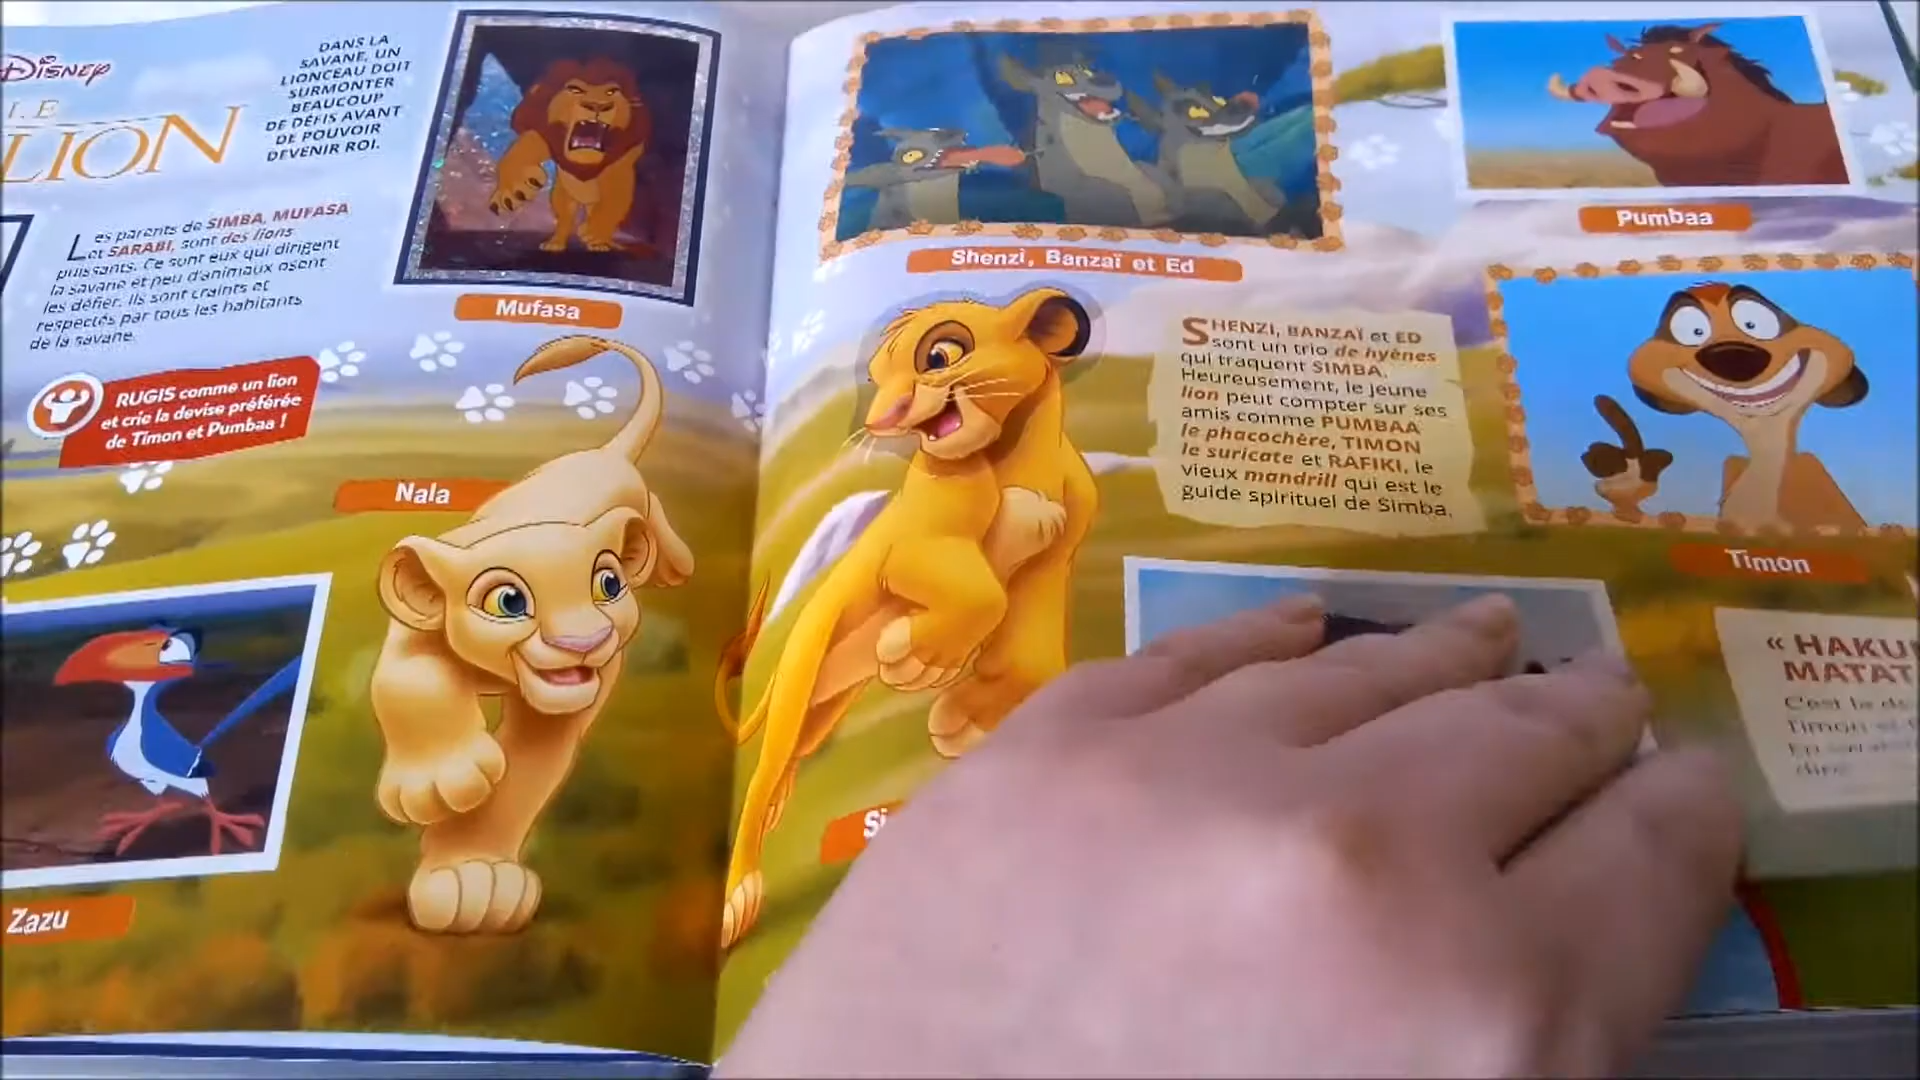 Disney
LE
LION
DANS LA
SAVANE, UN
LIONCEAU DOIT
SURMONTER
BEAUCOUP
DE DÉFIS AVANT
DE POUVOIR
DEVENIR ROI.
Les parents de SIMBA, MUFASA
et SARABI, sont des lions
puissants. Ce sont eux qui dirigent
la savane et peu d'animaux osent
les défier. Ils sont craints et
respectés par tous les habitants
de la savane.
RUGIS comme un lion
et crie la devise préférée
de Timon et Pumbaa !
Mufasa
Nala
Zazu
Shenzi, Banzaï et Ed
Pumbaa
SHENZI, BANZAÏ et ED
sont un trio de hyènes
qui traquent SIMBA.
Heureusement, le jeune
lion peut compter sur ses
amis comme PUMBAA
le phacochère, TIMON
le suricate et RAFIKI, le
vieux mandrill qui est le
guide spirituel de Simba.
Timon
Si
« HAKU
MATAT
C'est la de
Timon et